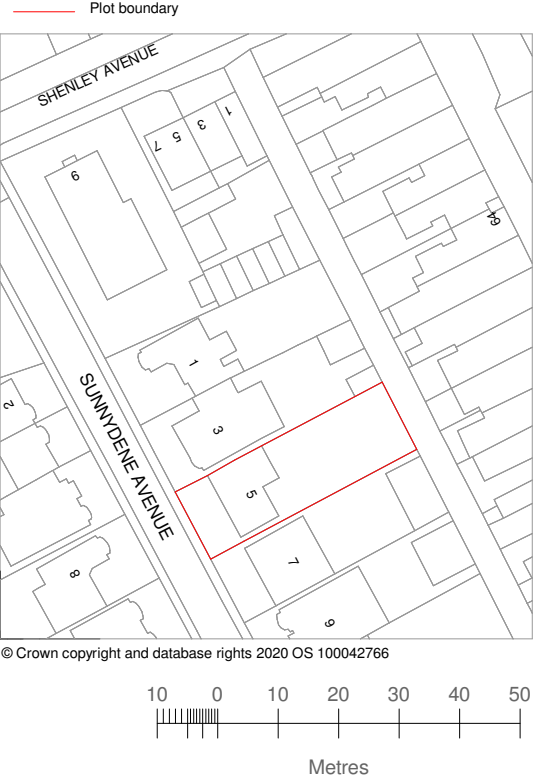 Plot boundary
SHENLEY AVENUE
1
3
5
7
9
64
1
3
2
SUNNYDENE AVENUE
5
7
8
9
© Crown copyright and database rights 2020 OS 100042766
10 0 10 20 30 40 50
Metres